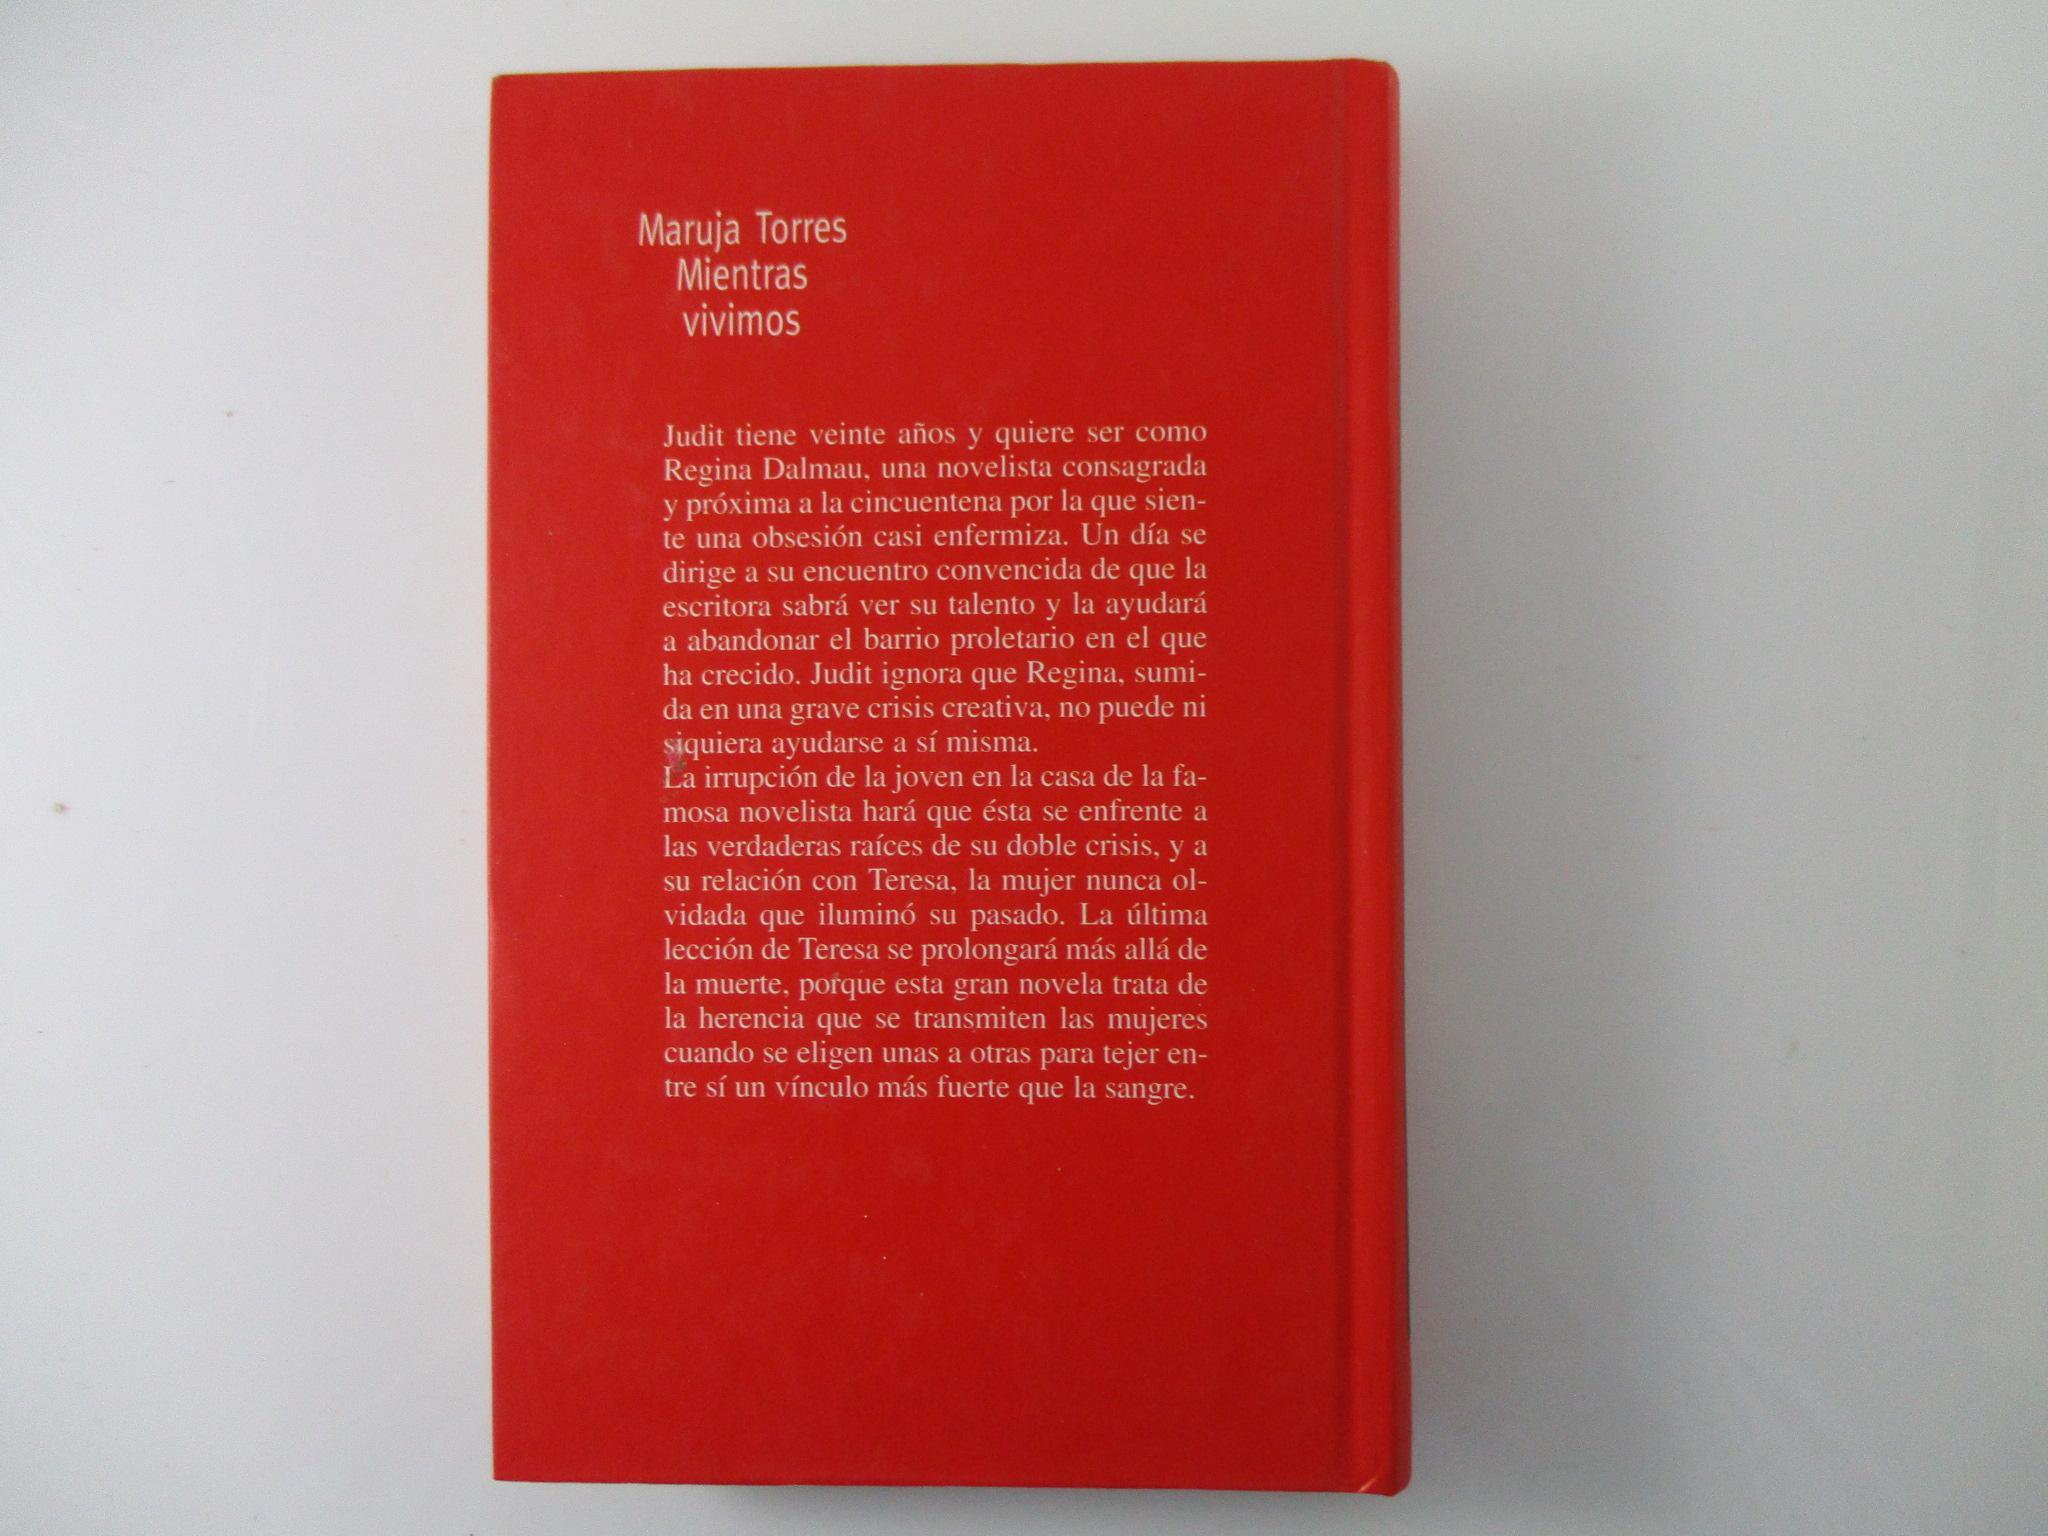 Maruja Torres
Mientras
vivimos
Judit tiene veinte años y quiere ser como
Regina Dalmau, una novelista consagrada
y próxima a la cincuentena por la que sien-
te una obsesión casi enfermiza. Un día se
dirige a su encuentro convencida de que la
escritora sabrá ver su talento y la ayudará
a abandonar el barrio proletario en el que
ha crecido. Judit ignora que Regina, sumi-
da en una grave crisis creativa, no puede ni
siquiera ayudarse a sí misma.
La irrupción de la joven en la casa de la fa-
mosa novelista hará que ésta se enfrente a
las verdaderas raíces de su doble crisis, y a
su relación con Teresa, la mujer nunca ol-
vidada que iluminó su pasado. La última
lección de Teresa se prolongará más allá de
la muerte, porque esta gran novela trata de
la herencia que se transmiten las mujeres
cuando se eligen unas a otras para tejer en-
tre sí un vínculo más fuerte que la sangre.